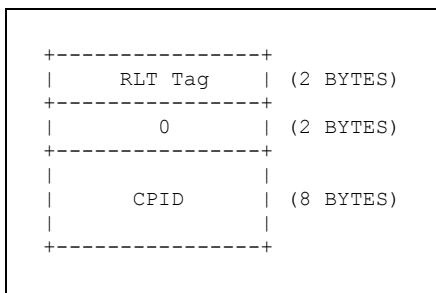 +----------------+
|     RLT Tag    | (2 BYTES)
+----------------+
|        0       | (2 BYTES)
+----------------+
|                |
|      CPID      | (8 BYTES)
|                |
+----------------+